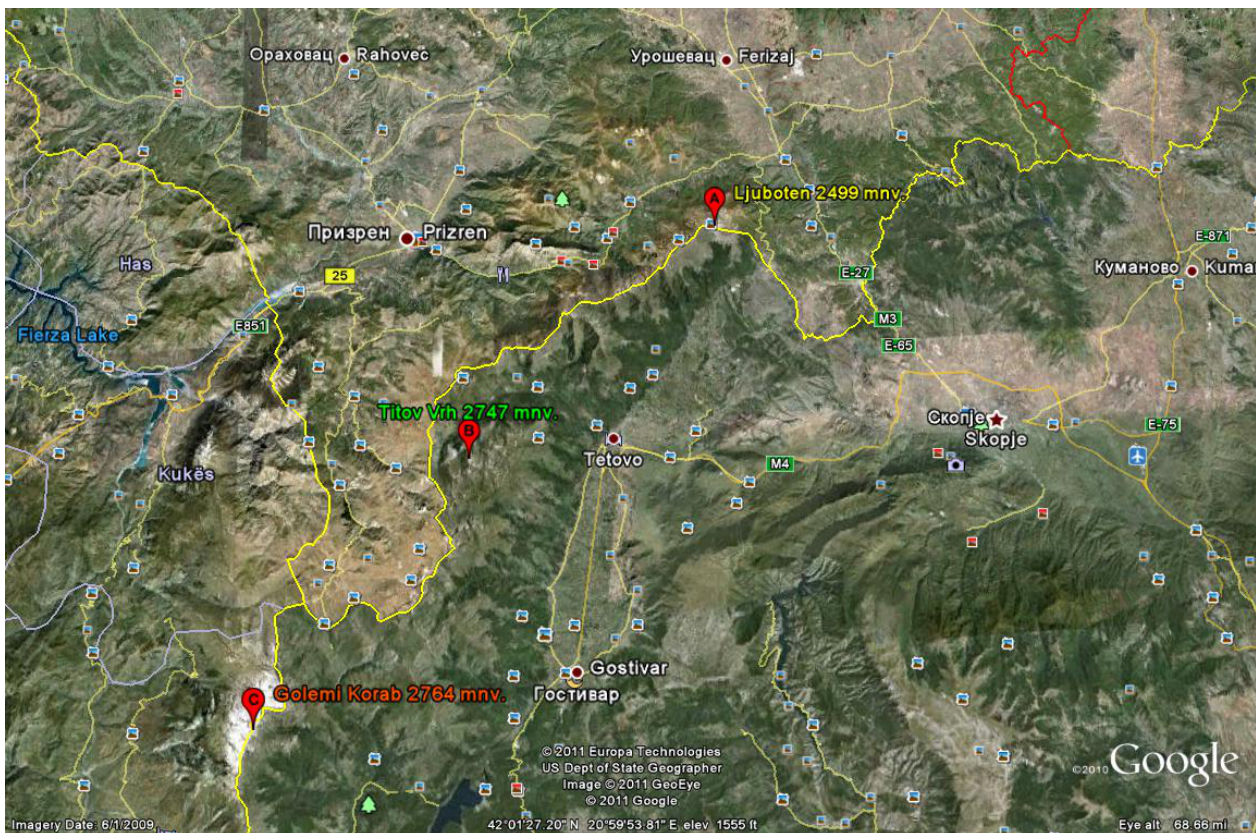 Ораховац Rahovec
Урошевац Ferizaj
A
Ljuboten 2499 mnv.
Призрен Prizren
E-871
Has
25
E-27
Куманово Kumar
Fierza Lake
E851
M3
E-65
Titov Vrh 2747 mnv.
B
Скопје
Skopje
E-75
Tetovo
M4
Kukës
Gostivar
Гостивар
C
Golemi Korab 2764 mnv.
© 2011 Europa Technologies
US Dept of State Geographer
Image © 2011 GeoEye
© 2011 Google
©2010 Google
Imagery Date: 6/1/2009
42°01'27.20" N 20°59'53.81" E elev 1555 ft
Eye alt 68.66 mi